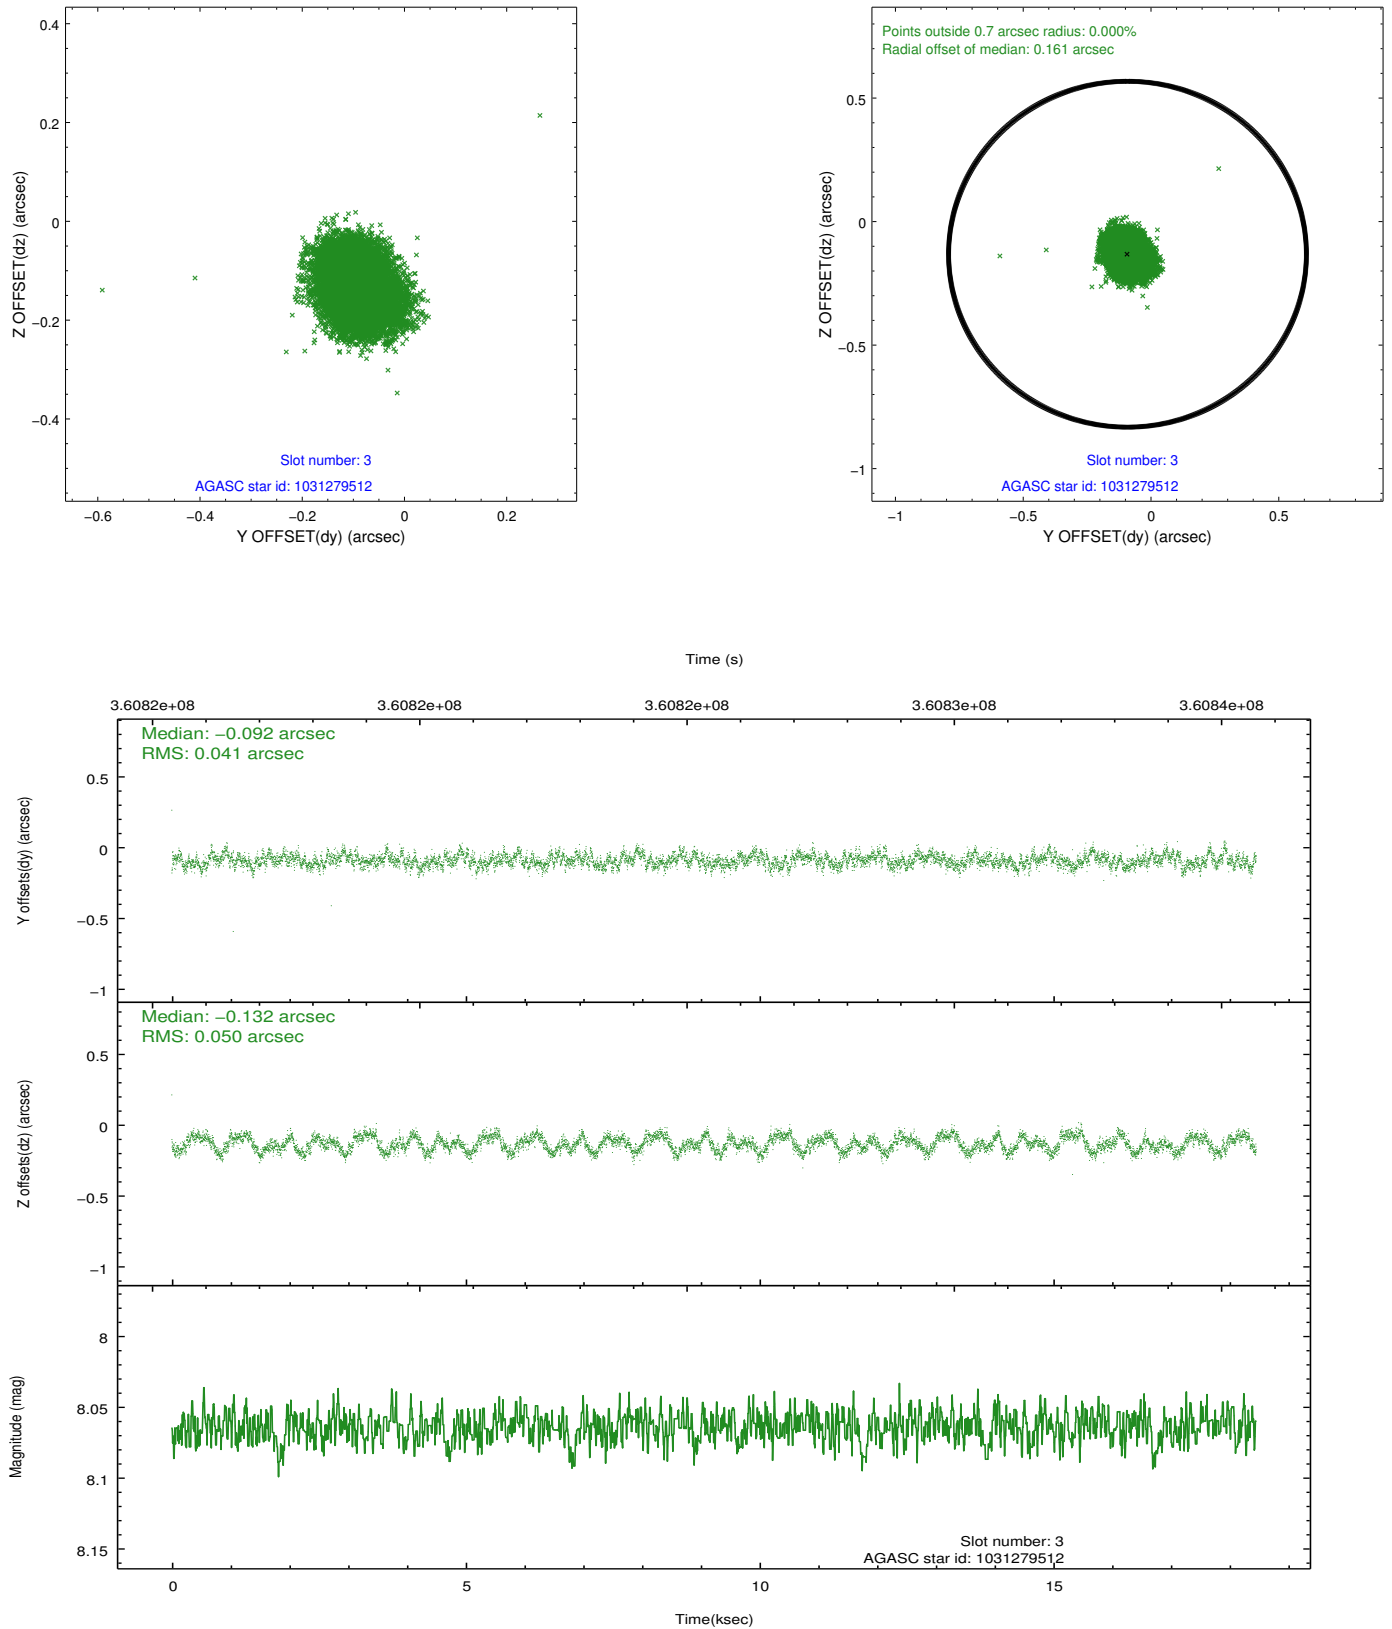 0.4
0.2
0
−0.2
−0.4
Z OFFSET(dz) (arcsec)
Slot number: 3
AGASC star id: 1031279512
−0.6
−0.4
−0.2
0
0.2
Y OFFSET(dy) (arcsec)
Points outside 0.7 arcsec radius: 0.000%
Radial offset of median: 0.161 arcsec
0.5
0
−0.5
−1
Z OFFSET(dz) (arcsec)
Slot number: 3
AGASC star id: 1031279512
−1
−0.5
0
0.5
Y OFFSET(dy) (arcsec)
Time (s)
3.6082e+08
3.6082e+08
3.6082e+08
3.6083e+08
3.6084e+08
Median: −0.092 arcsec
RMS: 0.041 arcsec
0.5
0
−0.5
−1
Y offsets(dy) (arcsec)
Median: −0.132 arcsec
RMS: 0.050 arcsec
0.5
0
−0.5
−1
Z offsets(dz) (arcsec)
8
8.05
8.1
8.15
Magnitude (mag)
Slot number: 3
AGASC star id: 1031279512
0
5
10
15
Time(ksec)